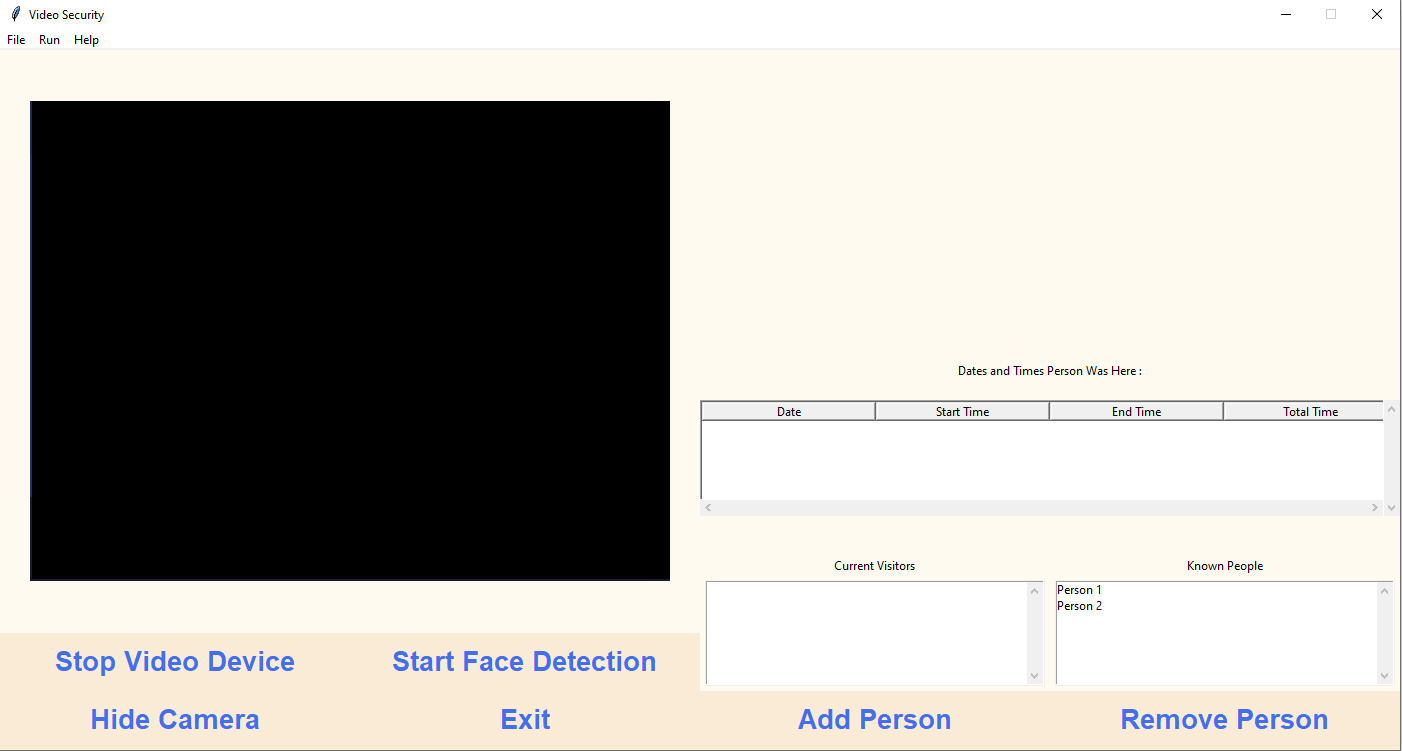 Video Security
File Run Help
Dates and Times Person Was Here :
Date Start Time End Time Total Time
Current Visitors Known People
Person 1
Person 2
Stop Video Device Start Face Detection
Hide Camera Exit Add Person Remove Person